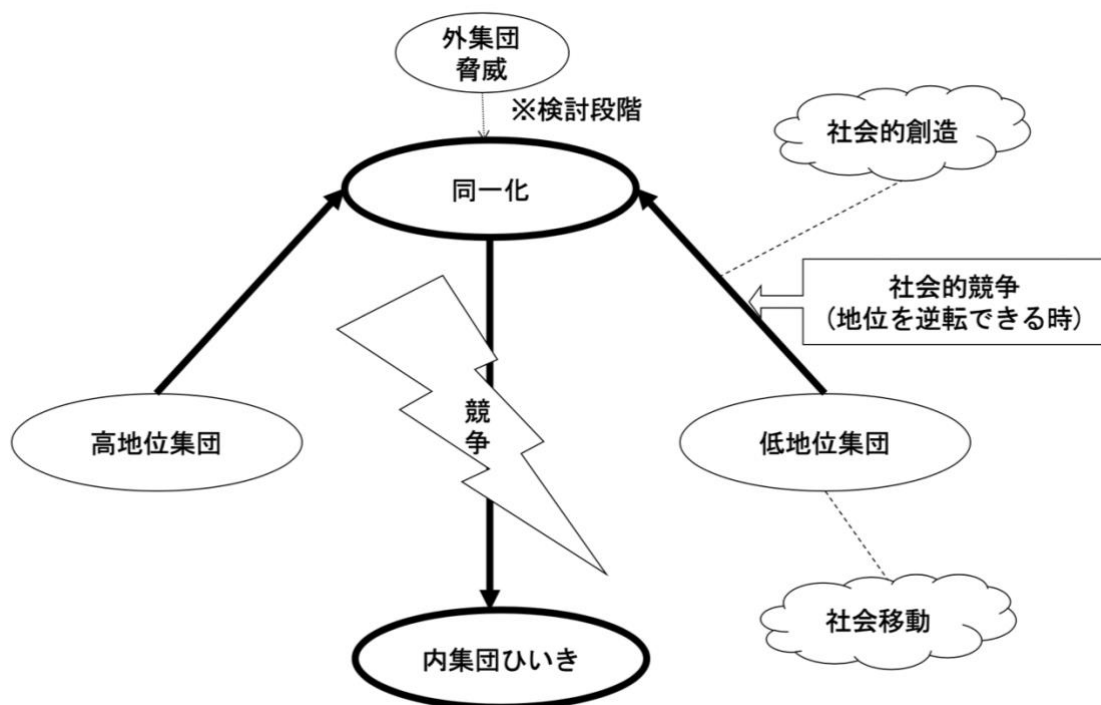 外集団
脅威
※検討段階
社会的創造
同一化
社会的競争
（地位を逆転できる時）
高地位集団
競
争
低地位集団
社会移動
内集団ひいき